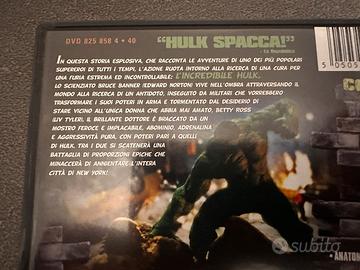 DVD 825 858 4 • 40
"HULK SPACCA!"
- La Repubblica
IN QUESTA STORIA ESPLOSIVA, CHE RACCONTA LE AVVENTURE DI UNO DEI PIÙ POPOLARI
SUPEREROI DI TUTTI I TEMPI, L'AZIONE RUOTA INTORNO ALLA RICERCA DI UNA CURA PER
UNA FURIA ESTREMA ED INCONTROLLABILE: L'INCREDIBILE HULK.
LO SCIENZIATO BRUCE BANNER (EDWARD NORTON) VIVE NELL'OMBRA ATTRAVERSANDO IL
MONDO ALLA RICERCA DI UN ANTIDOTO, INSEGUITO DA MILITARI CHE VORREBBERO
TRASFORMARE I SUOI POTERI IN ARMA E TORMENTATO DAL DESIDERIO DI
STARE VICINO ALL'UNICA DONNA CHE ABBIA MAI AMATO, BETTY ROSS
(LIV TYLER). IL BRILLANTE DOTTORE È BRACCATO DA UN
MOSTRO FEROCE E IMPLACABILE, ABOMINIO, ADRENALINA
E AGGRESSIVITÀ PURA, CON POTERI PARI A QUELLI
DI HULK. TRA I DUE SI SCATENERÀ UNA
BATTAGLIA DI PROPORZIONI EPICHE CHE
MINACCERÀ DI ANNIENTARE L'INTERA
CITTÀ DI NEW YORK!
5 0505
CO
• ANATOM
subito